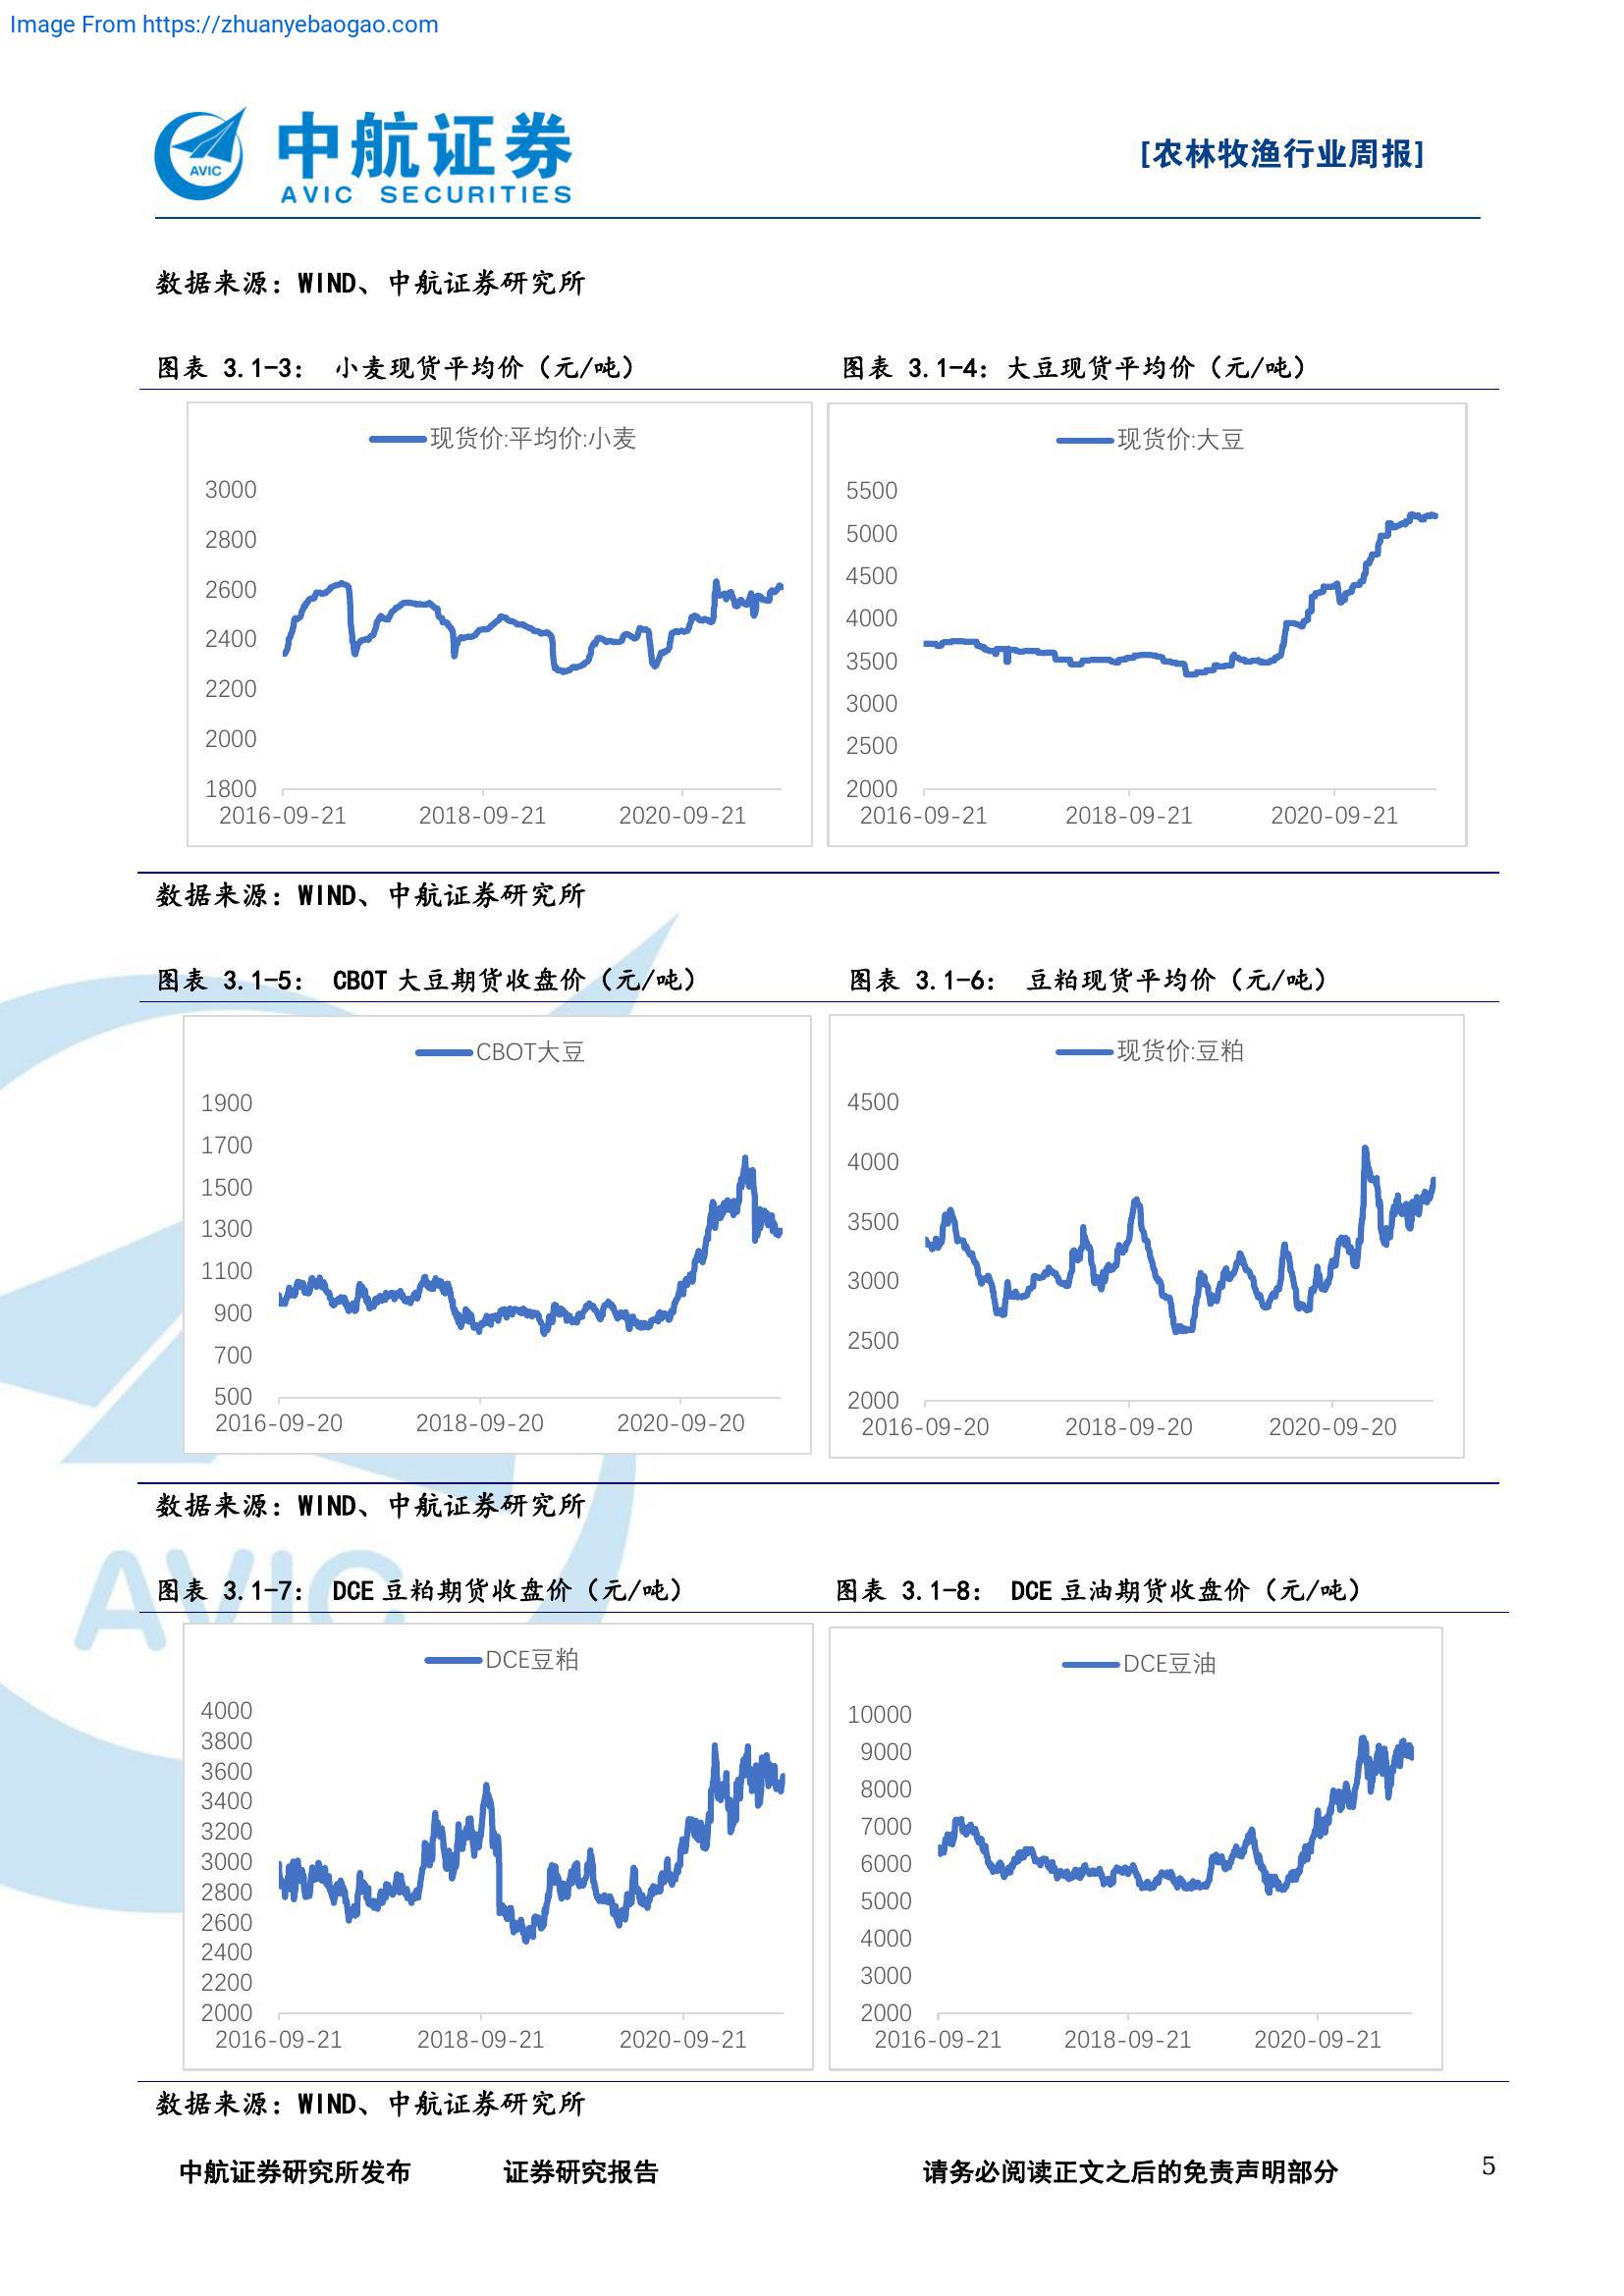 Image From https://zhuanyebaogao.com
AVIC
中航证券
AVIC SECURITIES
[农林牧渔行业周报]
数据来源：WIND、中航证券研究所
图表 3.1-3： 小麦现货平均价（元/吨）
图表 3.1-4：大豆现货平均价（元/吨）
现货价:平均价:小麦
3000
2800
2600
2400
2200
2000
1800
2016-09-21 2018-09-21 2020-09-21
现货价:大豆
5500
5000
4500
4000
3500
3000
2500
2000
2016-09-21 2018-09-21 2020-09-21
数据来源：WIND、中航证券研究所
图表 3.1-5： CBOT 大豆期货收盘价（元/吨）
图表 3.1-6： 豆粕现货平均价（元/吨）
CBOT大豆
1900
1700
1500
1300
1100
900
700
500
2016-09-20 2018-09-20 2020-09-20
现货价:豆粕
4500
4000
3500
3000
2500
2000
2016-09-20 2018-09-20 2020-09-20
数据来源：WIND、中航证券研究所
AVIC
图表 3.1-7： DCE 豆粕期货收盘价（元/吨）
图表 3.1-8： DCE 豆油期货收盘价（元/吨）
DCE豆粕
4000
3800
3600
3400
3200
3000
2800
2600
2400
2200
2000
2016-09-21 2018-09-21 2020-09-21
DCE豆油
10000
9000
8000
7000
6000
5000
4000
3000
2000
2016-09-21 2018-09-21 2020-09-21
数据来源：WIND、中航证券研究所
中航证券研究所发布 证券研究报告 请务必阅读正文之后的免责声明部分 5